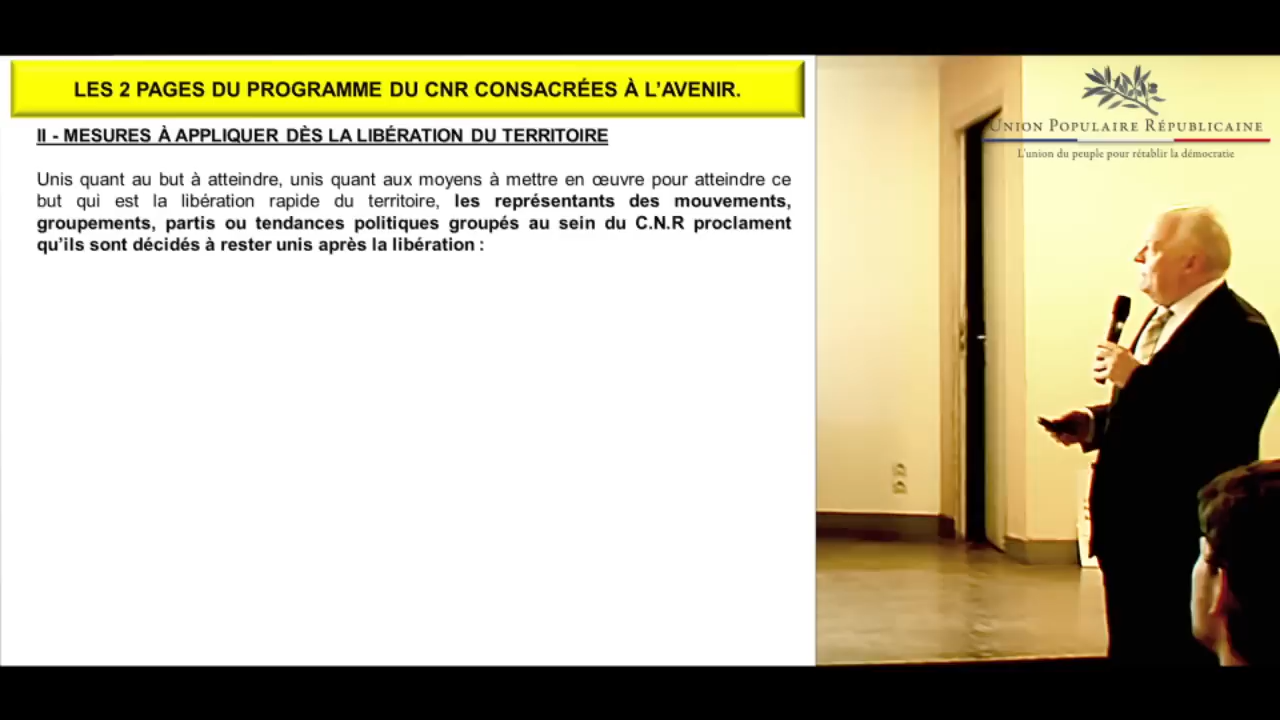 LES 2 PAGES DU PROGRAMME DU CNR CONSACRÉES À L'AVENIR.
II - MESURES À APPLIQUER DÈS LA LIBÉRATION DU TERRITOIRE
Unis quant au but à atteindre, unis quant aux moyens à mettre en œuvre pour atteindre ce
but qui est la libération rapide du territoire, les représentants des mouvements,
groupements, partis ou tendances politiques groupés au sein du C.N.R proclament
qu'ils sont décidés à rester unis après la libération :
UNION POPULAIRE RÉPUBLICAINE
L'union du peuple pour rétablir la démocratie